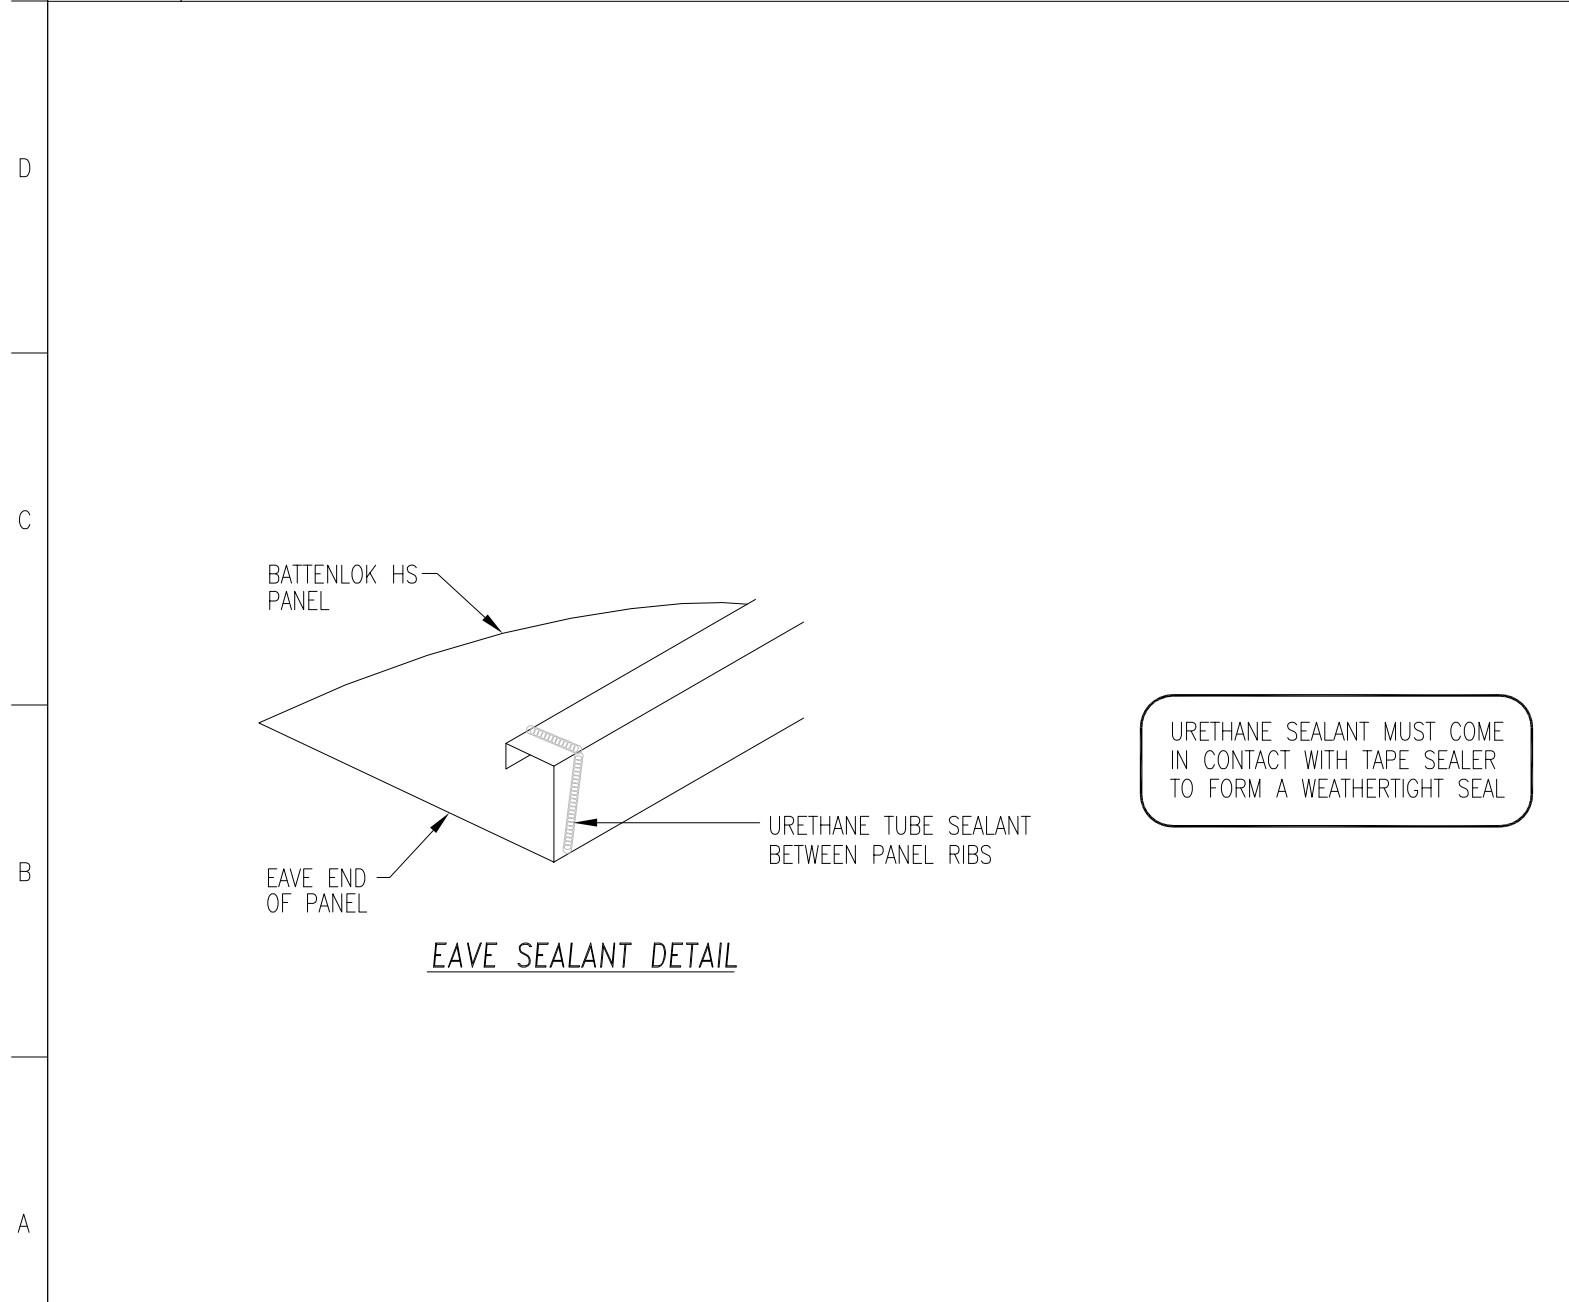 D
C
BATTENLOK HS
PANEL
URETHANE SEALANT MUST COME
IN CONTACT WITH TAPE SEALER
TO FORM A WEATHERTIGHT SEAL
URETHANE TUBE SEALANT
BETWEEN PANEL RIBS
B
EAVE END
OF PANEL
EAVE SEALANT DETAIL
A